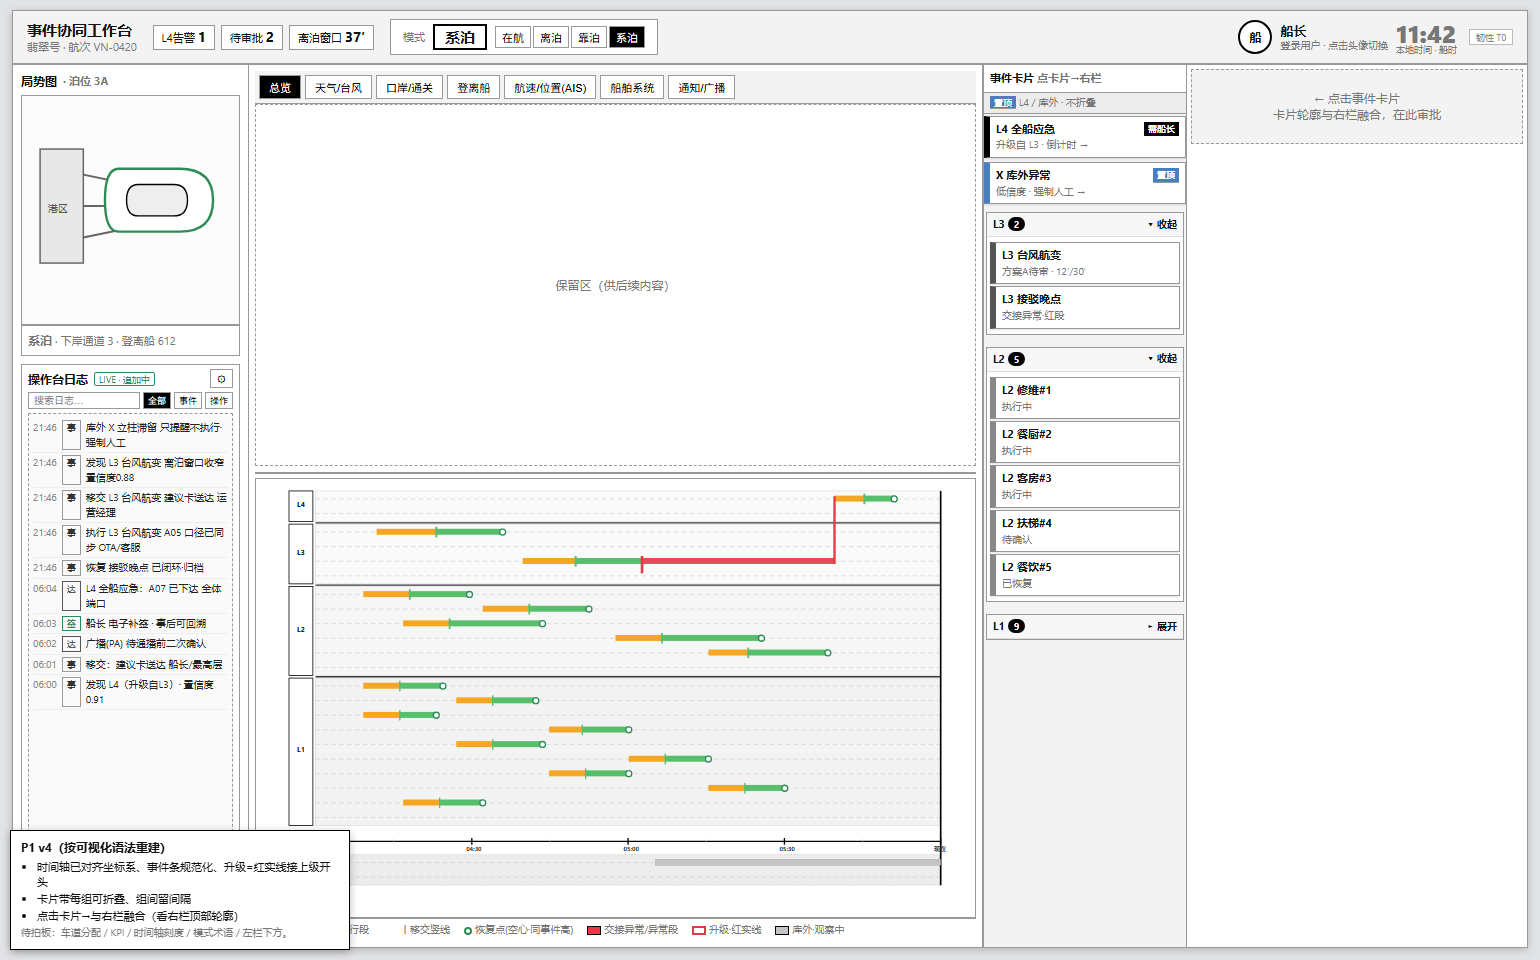 事件协同工作台
翡翠号 · 航次 VN-0420
L4告警 1
待审批 2
离泊窗口 37′
模式 系泊
在航 离泊 靠泊 系泊
船
船长
登录用户 · 点击头像切换
11:42
本地时间 · 船时
韧性 T0
局势图 · 泊位 3A
港区
系泊 · 下岸通道 3 · 登离船 612
操作台日志 LIVE · 追加中 ⚙
搜索日志… 全部 事件 操作
21:46 事 库外 X 立柱滞留 只提醒不执行·
强制人工
21:46 事 发现 L3 台风航变 离泊窗口收窄
置信度0.88
21:46 事 移交 L3 台风航变 建议卡送达 运
营经理
21:46 事 执行 L3 台风航变 A05 口径已同
步 OTA/客服
21:46 事 恢复 接驳晚点 已闭环·归档
06:04 达 L4 全船应急：A07 已下达 全体
端口
06:03 签 船长 电子补签 · 事后可回溯
06:02 达 广播(PA) 待通播前二次确认
06:01 事 移交：建议卡送达 船长/最高层
06:00 事 发现 L4（升级自L3）· 置信度
0.91
P1 v4（按可视化语法重建）
• 时间轴已对齐坐标系、事件条规范化、升级=红实线接上级开
头
• 卡片带每组可折叠、组间留间隔
• 点击卡片→与右栏融合（看右栏顶部轮廓）
待拍板：车道分配 / KPI / 时间轴刻度 / 模式术语 / 左栏下方。
总览 天气/台风 口岸/通关 登离船 航速/位置(AIS) 船舶系统 通知/广播
保留区（供后续内容）
L4
L3
L2
L1
04:30 05:00 05:30 现在
行段 移交竖线 恢复点(空心·同事件高) 交接异常/异常段 升级·红实线 库外·观察中
事件卡片 点卡片→右栏
置顶 L4 / 库外 · 不折叠
L4 全船应急 需船长
升级自 L3 · 倒计时 →
X 库外异常 置顶
低信度 · 强制人工 →
L3 2 ▾ 收起
L3 台风航变
方案A待审 · 12′/30′
L3 接驳晚点
交接异常·红段
L2 5 ▾ 收起
L2 修维#1
执行中
L2 餐厨#2
执行中
L2 客房#3
执行中
L2 扶梯#4
待确认
L2 餐饮#5
已恢复
L1 9 ▸ 展开
← 点击事件卡片
卡片轮廓与右栏融合，在此审批